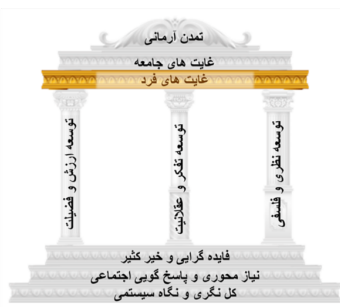 تمدن آرمانی
غایت های جامعه
غایت های فرد
توسعه نظری و فلسفی
توسعه تفکر و عقلانیت
توسعه ارزش و فضیلت
فایده گرایی و خیر کثیر
نیاز محوری و پاسخ گویی اجتماعی
کل نگری و نگاه سیستمی